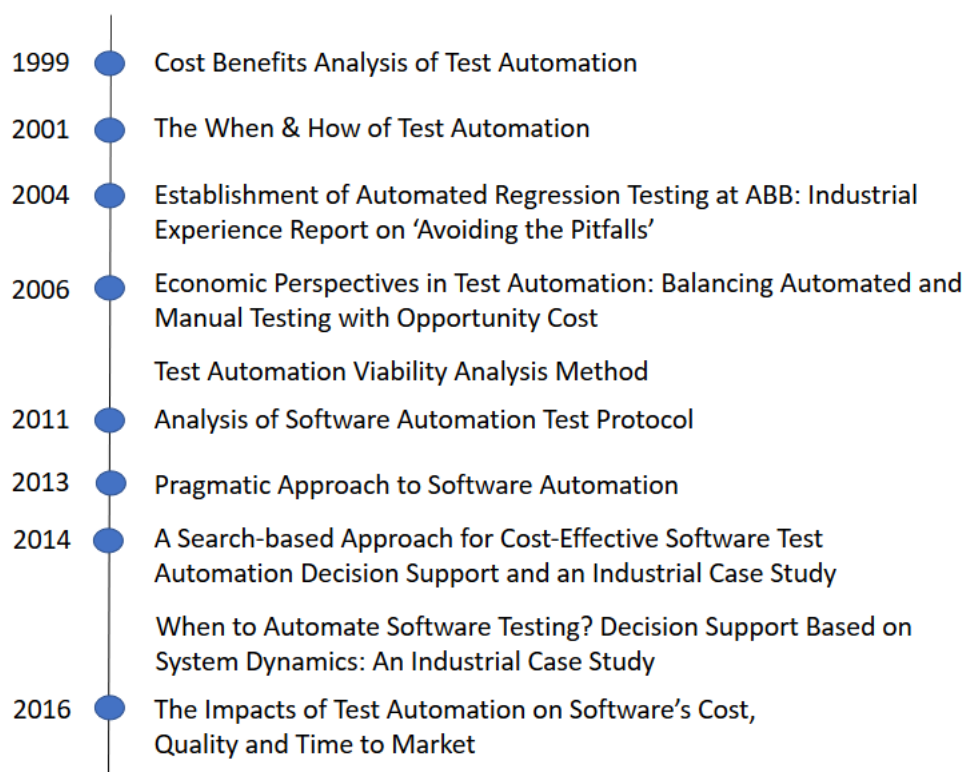 1999 Cost Benefits Analysis of Test Automation
2001 The When & How of Test Automation
2004 Establishment of Automated Regression Testing at ABB: Industrial
Experience Report on ‘Avoiding the Pitfalls’
2006 Economic Perspectives in Test Automation: Balancing Automated and
Manual Testing with Opportunity Cost
Test Automation Viability Analysis Method
2011 Analysis of Software Automation Test Protocol
2013 Pragmatic Approach to Software Automation
2014 A Search-based Approach for Cost-Effective Software Test
Automation Decision Support and an Industrial Case Study
When to Automate Software Testing? Decision Support Based on
System Dynamics: An Industrial Case Study
2016 The Impacts of Test Automation on Software’s Cost,
Quality and Time to Market